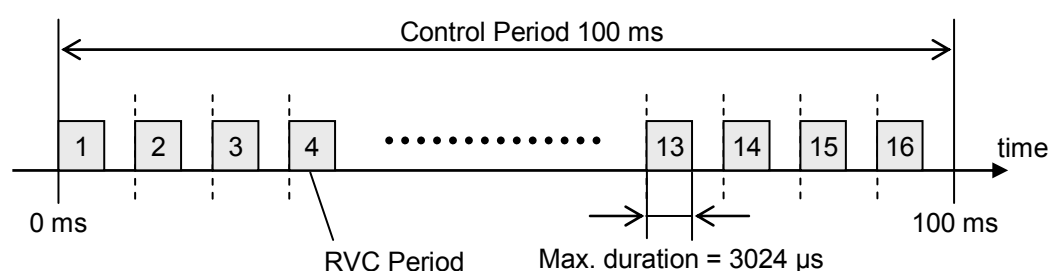 Control Period 100 ms
1 2 3 4 13 14 15 16
time
0 ms 100 ms
RVC Period Max. duration = 3024 µs